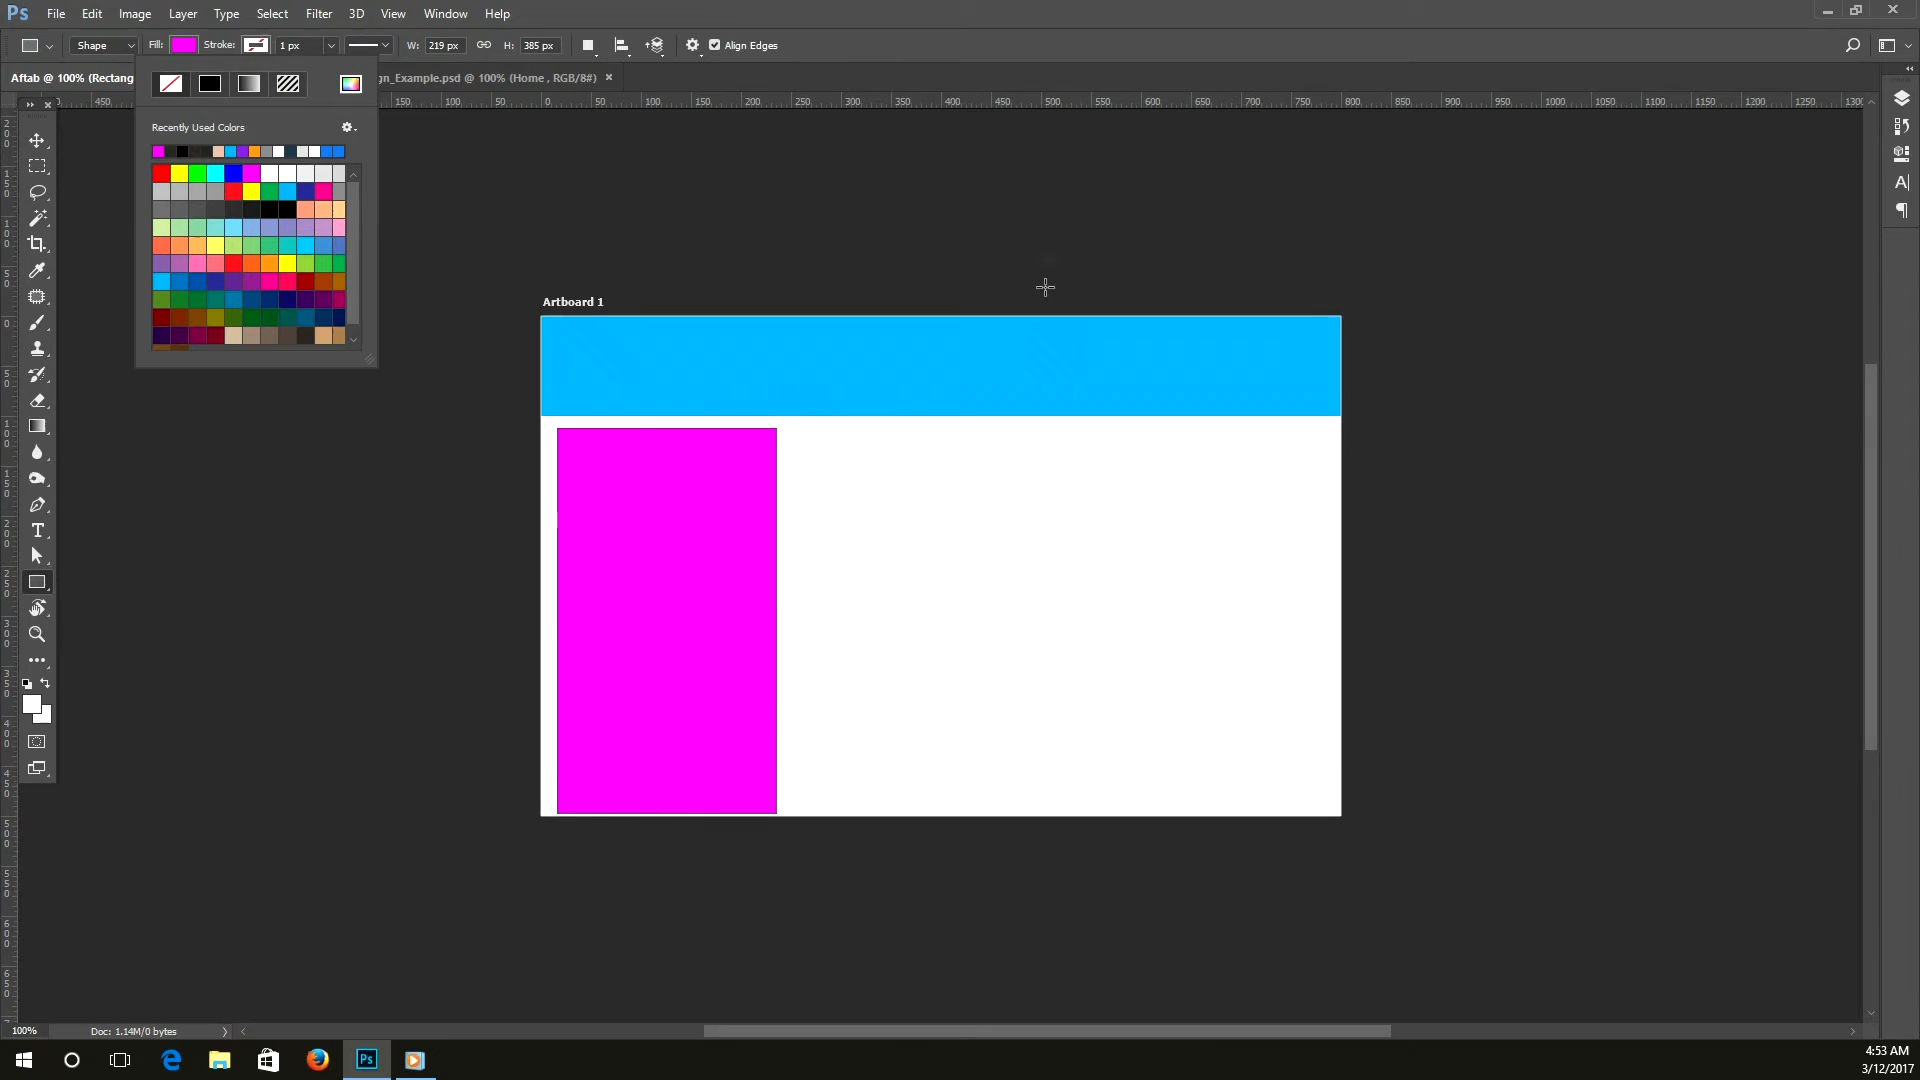 Ps File Edit Image Layer Type Select Filter 3D View Window Help
Shape Fill: Stroke: 1 px W: 219 px H: 385 px Align Edges
Aftab @ 100% (Rectang gn_Example.psd @ 100% (Home , RGB/8#) ×
450 150 100 50 0 50 100 150 200 250 300 350 400 450 500 550 600 650 700 750 800 850 900 950 1000 1050 1100 1150 1200 1250 1300
Recently Used Colors
Artboard 1
100% Doc: 1.14M/0 bytes
Ps
4:53 AM
3/12/2017